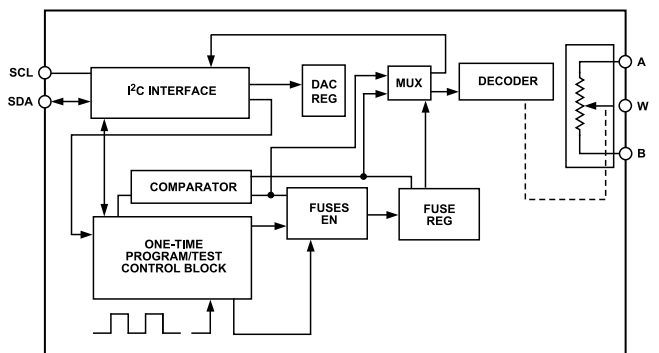 SCL
SDA
I²C INTERFACE
DAC
REG
MUX
DECODER
A
W
B
COMPARATOR
FUSES
EN
FUSE
REG
ONE-TIME
PROGRAM/TEST
CONTROL BLOCK